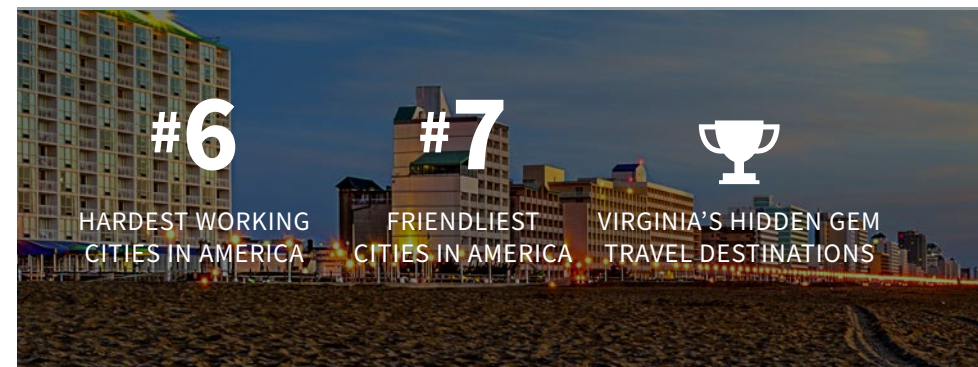 #6
HARDEST WORKING
CITIES IN AMERICA
#7
FRIENDLIEST
CITIES IN AMERICA
VIRGINIA’S HIDDEN GEM
TRAVEL DESTINATIONS